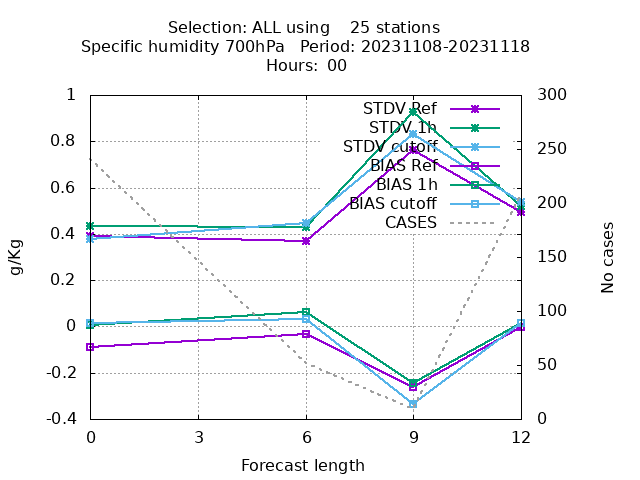 Selection: ALL using    25 stations
Specific humidity 700hPa   Period: 20231108-20231118
Hours: 00
1
0.8
0.6
0.4
0.2
0
-0.2
-0.4
g/Kg
300
250
200
150
100
50
0
No cases
STDV Ref
STDV 1h
STDV cutoff
BIAS Ref
BIAS 1h
BIAS cutoff
CASES
0 3 6 9 12
Forecast length